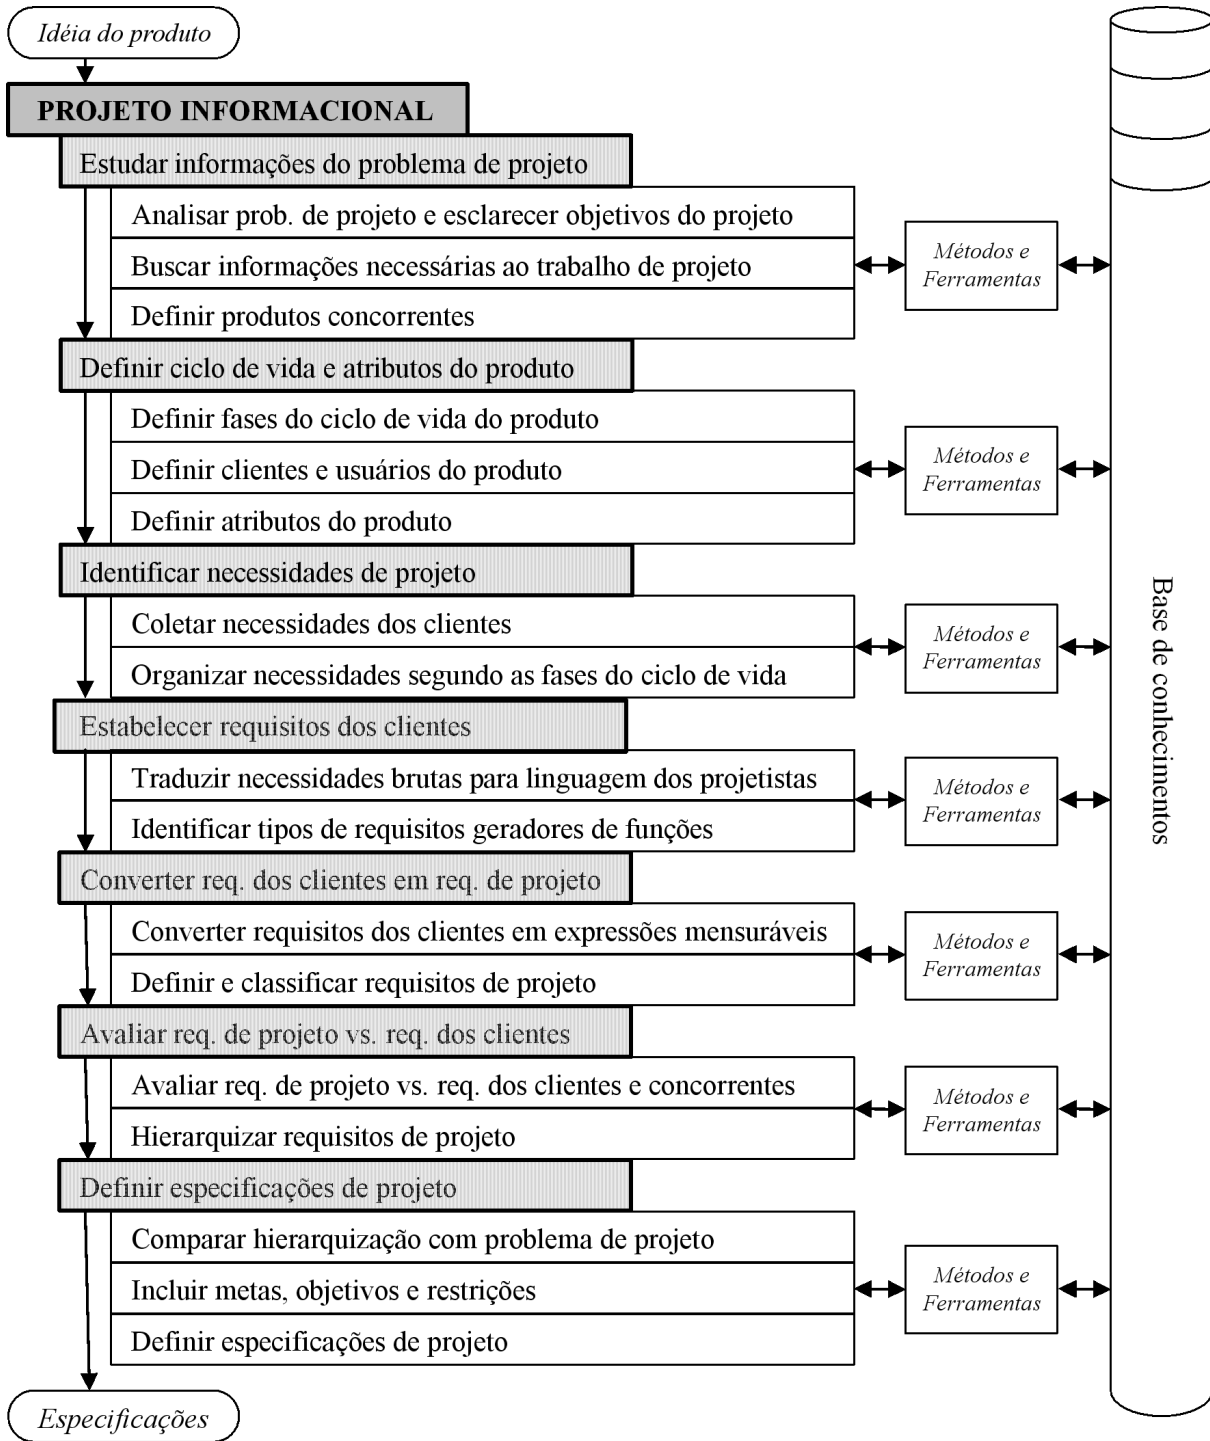 Idéia do produto
PROJETO INFORMACIONAL
Estudar informações do problema de projeto
Analisar prob. de projeto e esclarecer objetivos do projeto
Buscar informações necessárias ao trabalho de projeto
Definir produtos concorrentes
Métodos e
Ferramentas
Definir ciclo de vida e atributos do produto
Definir fases do ciclo de vida do produto
Definir clientes e usuários do produto
Definir atributos do produto
Métodos e
Ferramentas
Identificar necessidades de projeto
Coletar necessidades dos clientes
Organizar necessidades segundo as fases do ciclo de vida
Métodos e
Ferramentas
Estabelecer requisitos dos clientes
Traduzir necessidades brutas para linguagem dos projetistas
Identificar tipos de requisitos geradores de funções
Métodos e
Ferramentas
Converter req. dos clientes em req. de projeto
Converter requisitos dos clientes em expressões mensuráveis
Definir e classificar requisitos de projeto
Métodos e
Ferramentas
Avaliar req. de projeto vs. req. dos clientes
Avaliar req. de projeto vs. req. dos clientes e concorrentes
Hierarquizar requisitos de projeto
Métodos e
Ferramentas
Definir especificações de projeto
Comparar hierarquização com problema de projeto
Incluir metas, objetivos e restrições
Definir especificações de projeto
Métodos e
Ferramentas
Especificações
Base de conhecimentos